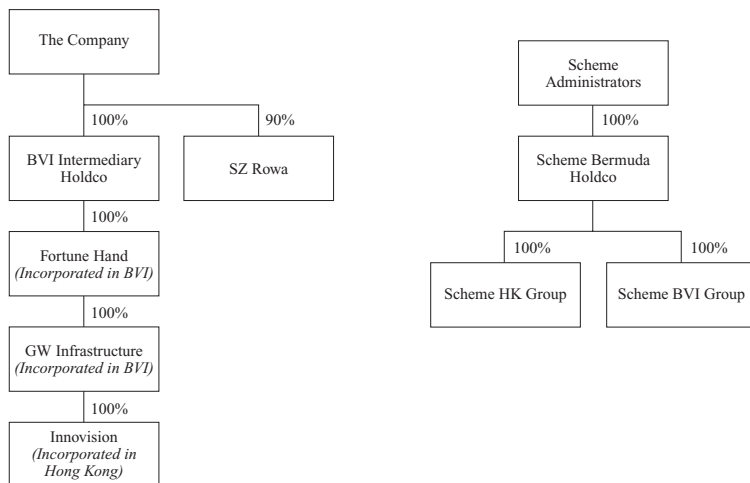 The Company
100%
90%
BVI Intermediary
Holdco
SZ Rowa
100%
Fortune Hand
(Incorporated in BVI)
100%
GW Infrastructure
(Incorporated in BVI)
100%
Innovision
(Incorporated in
Hong Kong)
Scheme
Administrators
100%
Scheme Bermuda
Holdco
100%
100%
Scheme HK Group
Scheme BVI Group